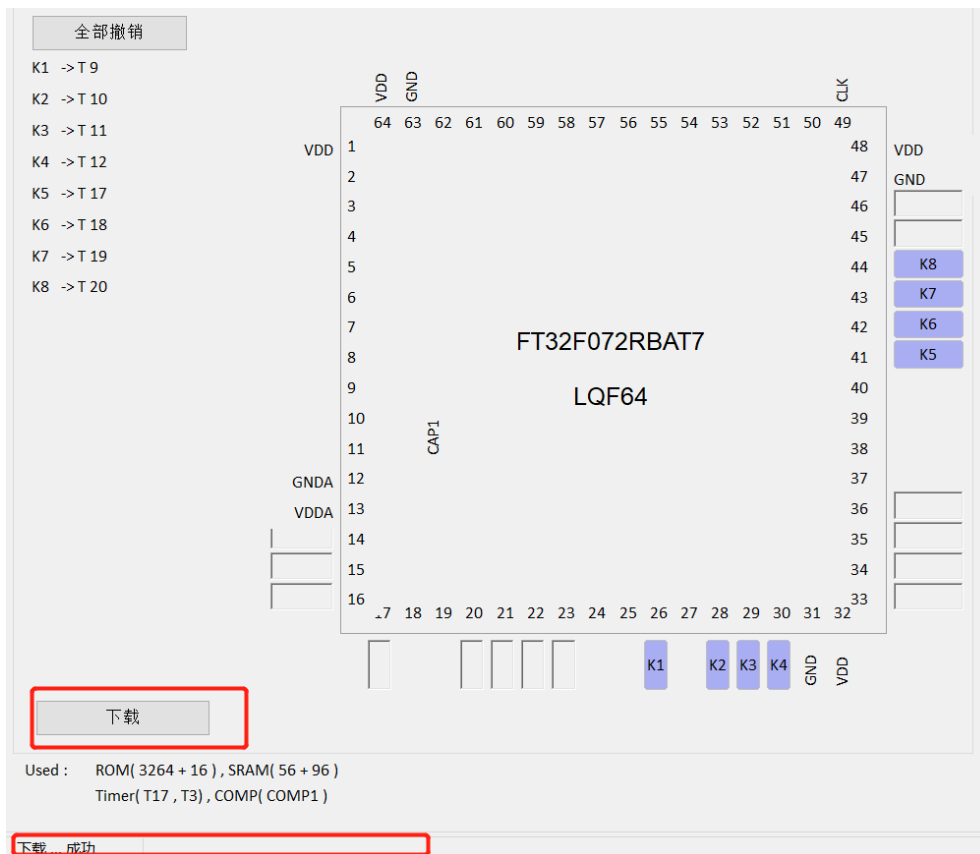 全部撤销
K1 ->T 9
K2 ->T 10
K3 ->T 11
K4 ->T 12
K5 ->T 17
K6 ->T 18
K7 ->T 19
K8 ->T 20
VDD GND CLK
64 63 62 61 60 59 58 57 56 55 54 53 52 51 50 49
VDD 1 48 VDD
2 47 GND
3 46
4 45
5 44 K8
6 43 K7
7 42 K6
8 41 K5
FT32F072RBAT7
9 40
LQF64
10 39
CAP1
11 38
GNDA 12 37
VDDA 13 36
14 35
15 34
16 33
17 18 19 20 21 22 23 24 25 26 27 28 29 30 31 32
K1 K2 K3 K4 GND VDD
下载
Used : ROM( 3264 + 16 ) , SRAM( 56 + 96 )
Timer( T17 , T3) , COMP( COMP1 )
下载 ... 成功